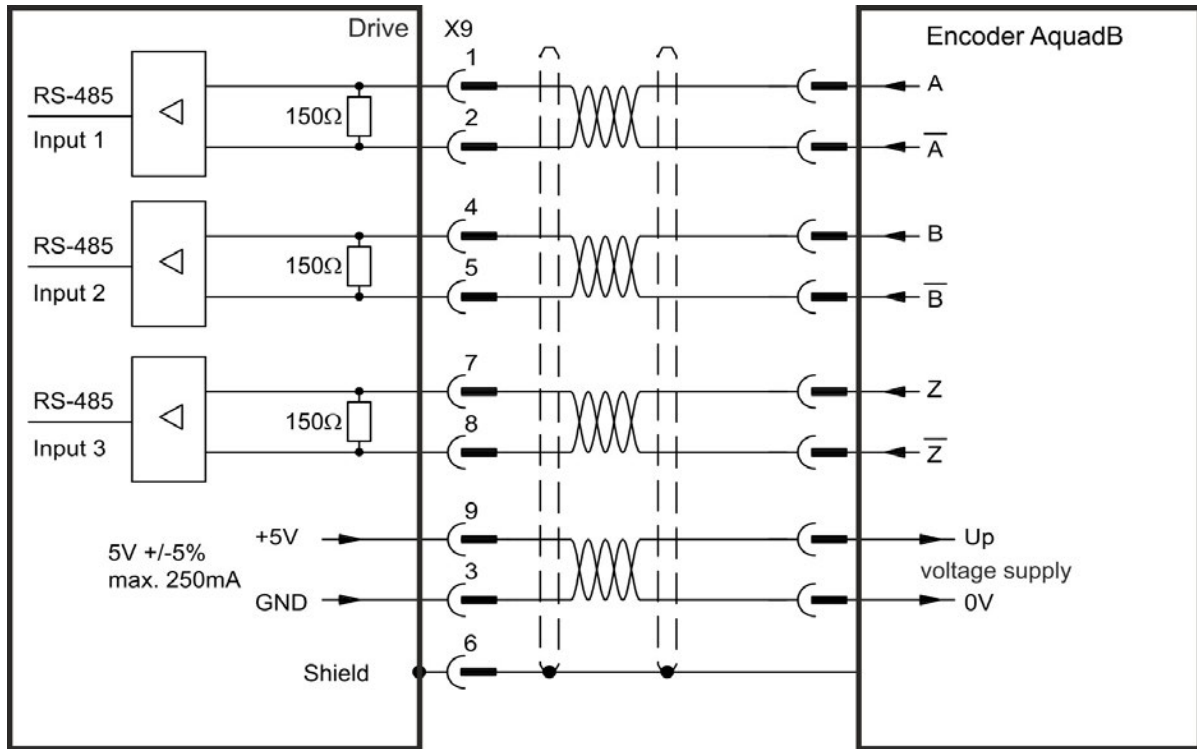 Drive
X9
Encoder AquadB
1
RS-485
Input 1
150Ω
2
A
A̅
4
RS-485
Input 2
150Ω
5
B
B̅
7
RS-485
Input 3
150Ω
8
Z
Z̅
9
5V +/-5%
max. 250mA
+5V
GND
3
Up
voltage supply
0V
6
Shield